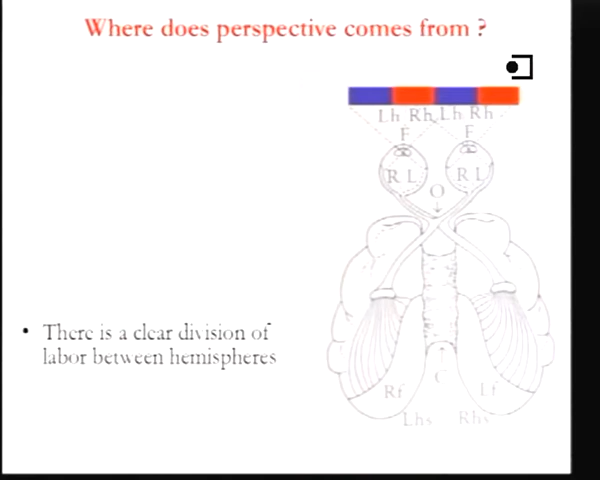 Where does perspective comes from ?
Lh Rh Lh Rh
F F
R L R L
O
• There is a clear division of
labor between hemispheres
C
Rf Lf
Lhs Rhs